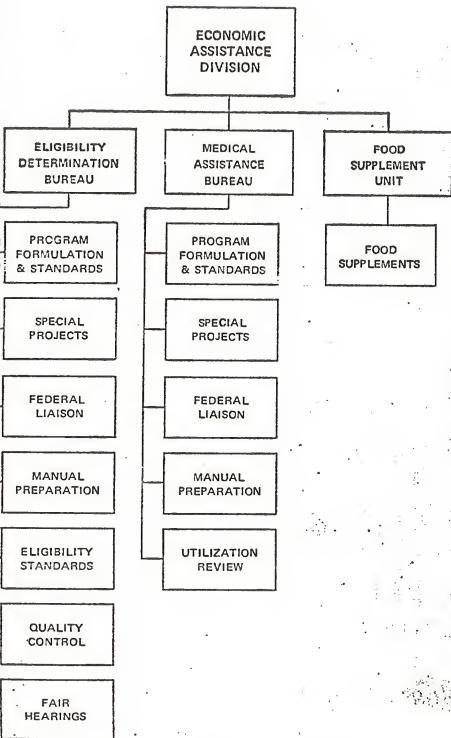 ECONOMIC
ASSISTANCE
DIVISION
ELIGIBILITY
DETERMINATION
BUREAU
MEDICAL
ASSISTANCE
BUREAU
FOOD
SUPPLEMENT
UNIT
PROGRAM
FORMULATION
& STANDARDS
SPECIAL
PROJECTS
FEDERAL
LIAISON
MANUAL
PREPARATION
ELIGIBILITY
STANDARDS
QUALITY
CONTROL
FAIR
HEARINGS
PROGRAM
FORMULATION
& STANDARDS
SPECIAL
PROJECTS
FEDERAL
LIAISON
MANUAL
PREPARATION
UTILIZATION
REVIEW
FOOD
SUPPLEMENTS